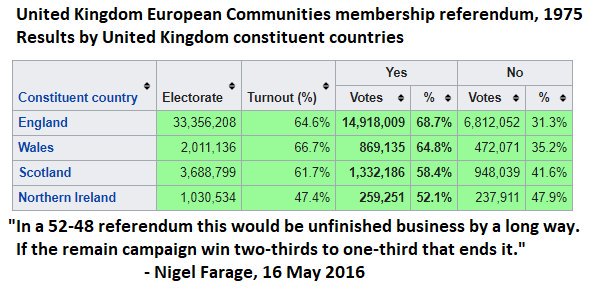 United Kingdom European Communities membership referendum, 1975
Results by United Kingdom constituent countries
Yes No
Constituent country Electorate Turnout (%) Votes % Votes %
England 33,356,208 64.6% 14,918,009 68.7% 6,812,052 31.3%
Wales 2,011,136 66.7% 869,135 64.8% 472,071 35.2%
Scotland 3,688,799 61.7% 1,332,186 58.4% 948,039 41.6%
Northern Ireland 1,030,534 47.4% 259,251 52.1% 237,911 47.9%
"In a 52-48 referendum this would be unfinished business by a long way.
If the remain campaign win two-thirds to one-third that ends it."
- Nigel Farage, 16 May 2016